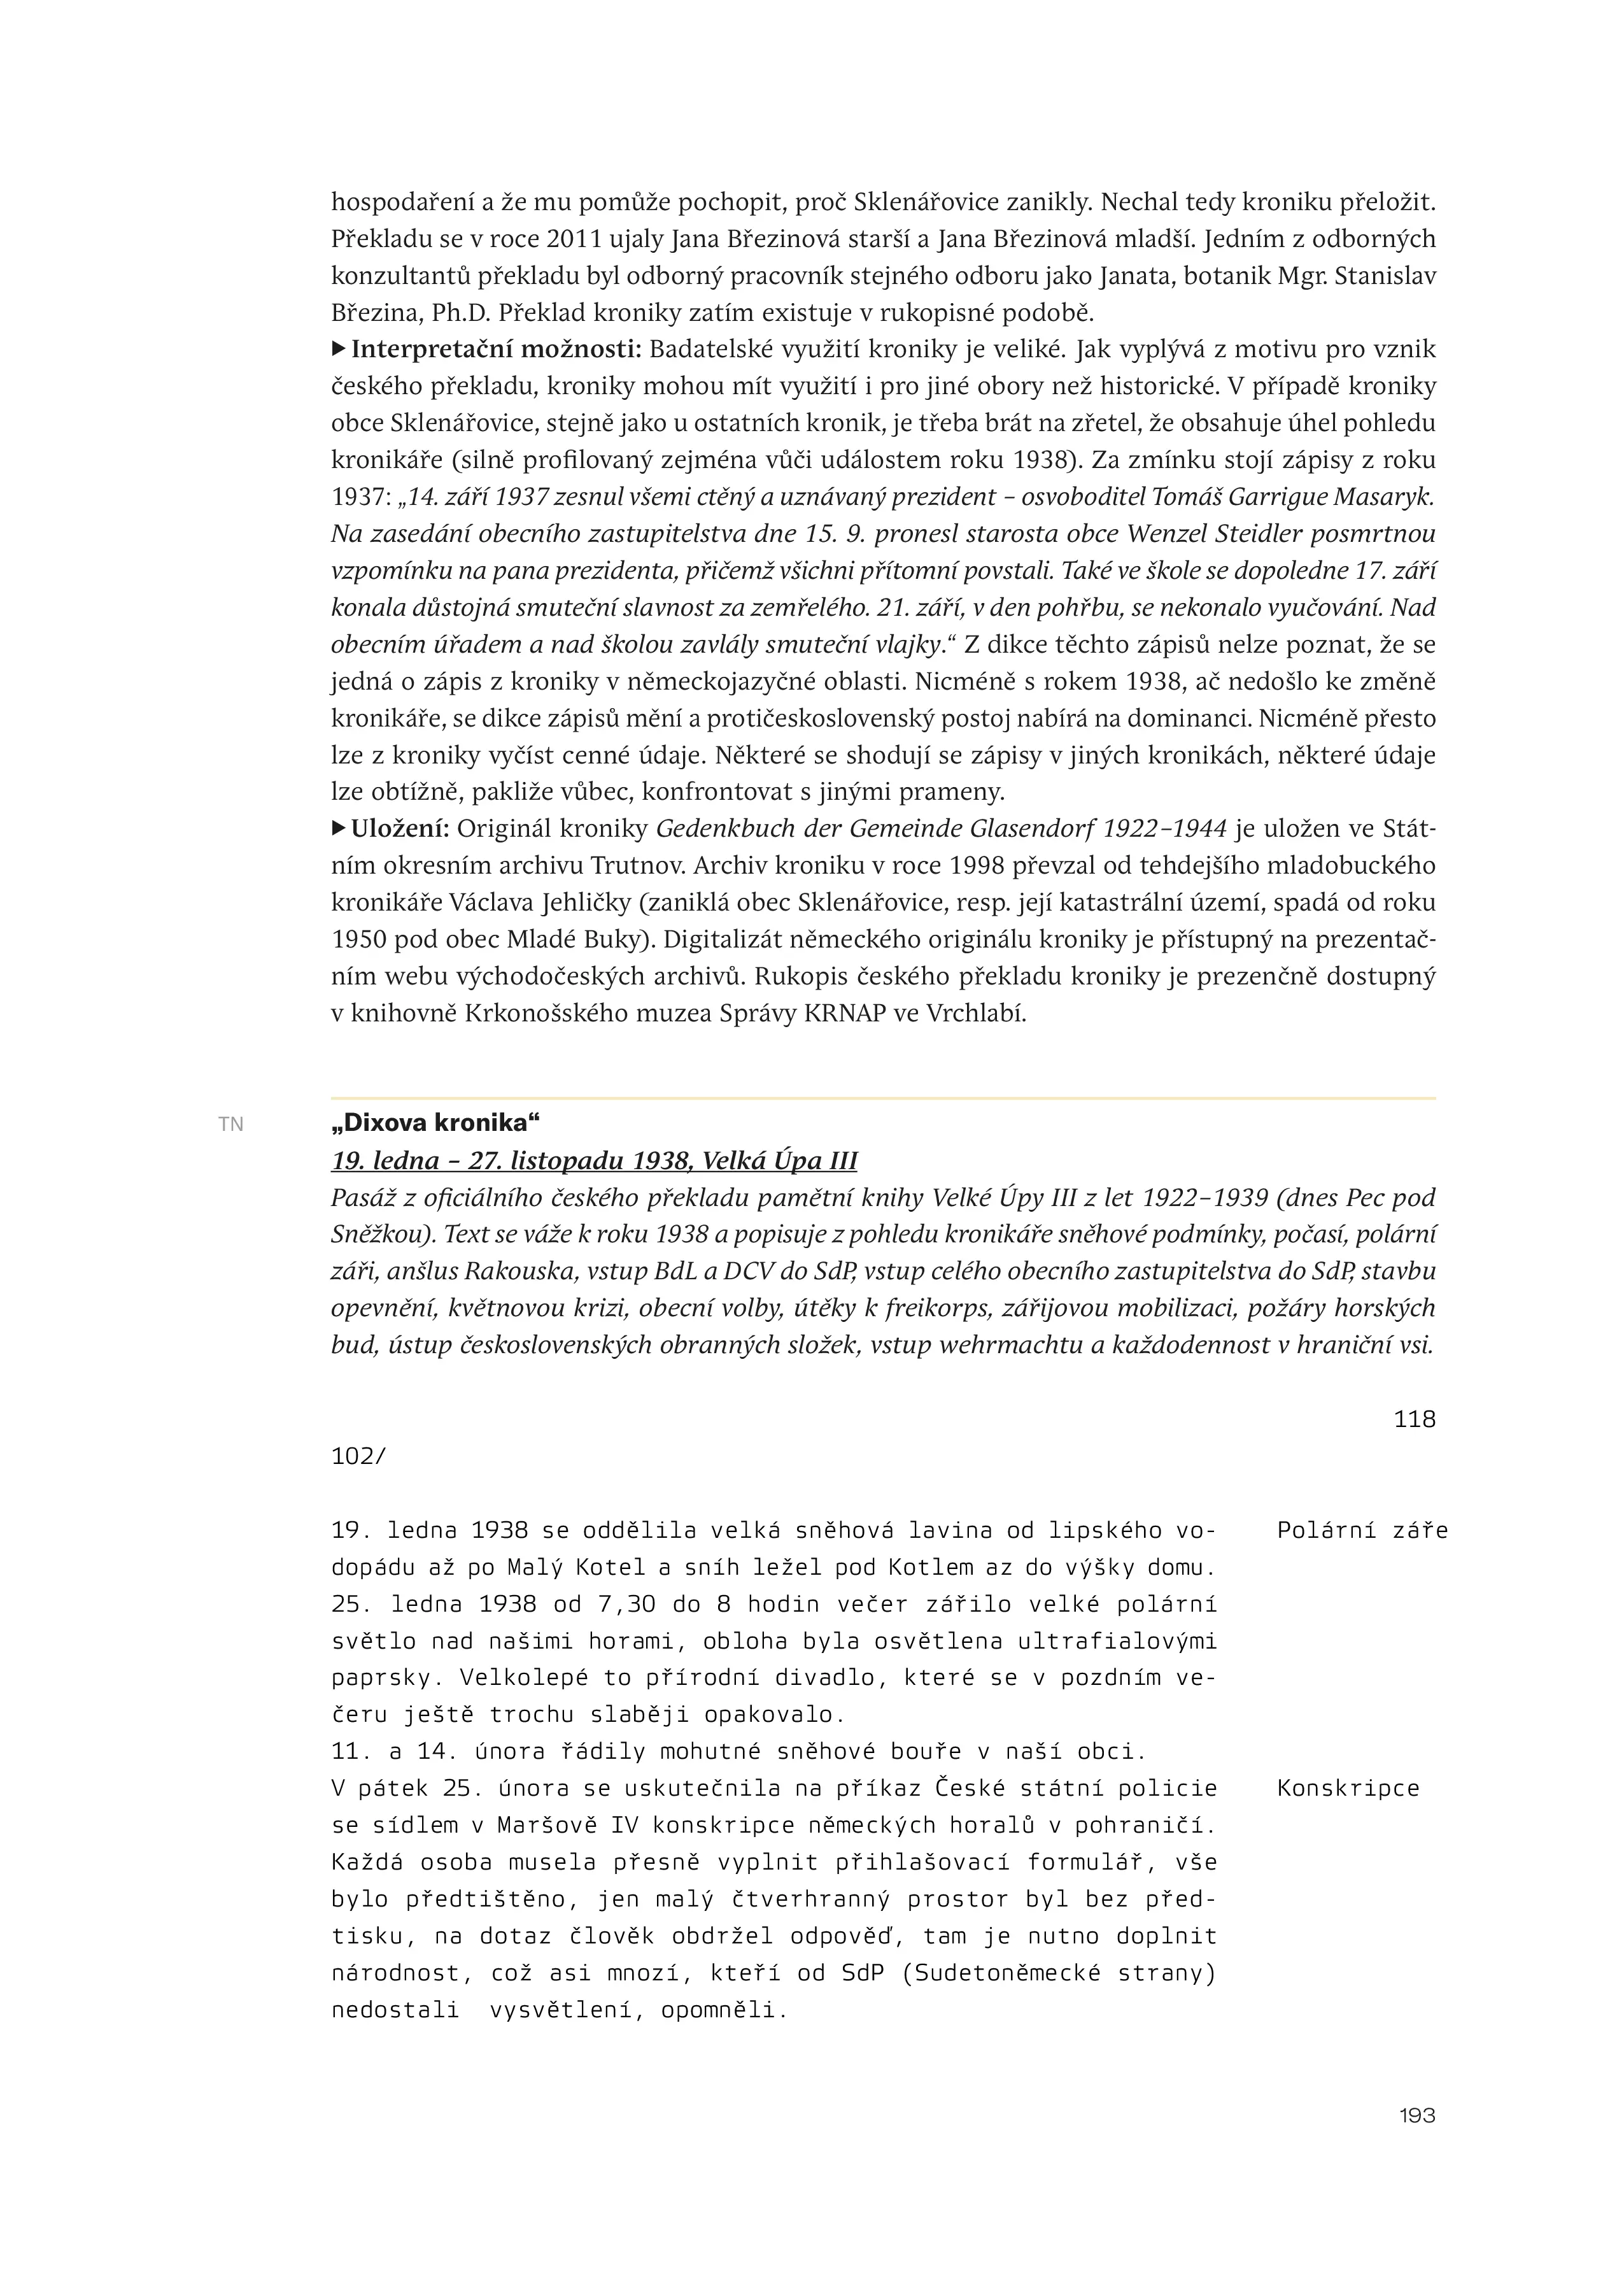 hospodaření a že mu pomůže pochopit, proč Sklenářovice zanikly. Nechal tedy kroniku přeložit.
Překladu se v roce 2011 ujaly Jana Březinová starší a Jana Březinová mladší. Jedním z odborných
konzultantů překladu byl odborný pracovník stejného odboru jako Janata, botanik Mgr. Stanislav
Březina, Ph.D. Překlad kroniky zatím existuje v rukopisné podobě.
▶ Interpretační možnosti: Badatelské využití kroniky je veliké. Jak vyplývá z motivu pro vznik
českého překladu, kroniky mohou mít využití i pro jiné obory než historické. V případě kroniky
obce Sklenářovice, stejně jako u ostatních kronik, je třeba brát na zřetel, že obsahuje úhel pohledu
kronikáře (silně profilovaný zejména vůči událostem roku 1938). Za zmínku stojí zápisy z roku
1937: „14. září 1937 zesnul všemi ctěný a uznávaný prezident – osvoboditel Tomáš Garrigue Masaryk.
Na zasedání obecního zastupitelstva dne 15. 9. pronesl starosta obce Wenzel Steidler posmrtnou
vzpomínku na pana prezidenta, přičemž všichni přítomní povstali. Také ve škole se dopoledne 17. září
konala důstojná smuteční slavnost za zemřelého. 21. září, v den pohřbu, se nekonalo vyučování. Nad
obecním úřadem a nad školou zavlály smuteční vlajky.“ Z dikce těchto zápisů nelze poznat, že se
jedná o zápis z kroniky v německojazyčné oblasti. Nicméně s rokem 1938, ač nedošlo ke změně
kronikáře, se dikce zápisů mění a protičeskoslovenský postoj nabírá na dominanci. Nicméně přesto
lze z kroniky vyčíst cenné údaje. Některé se shodují se zápisy v jiných kronikách, některé údaje
lze obtížně, pakliže vůbec, konfrontovat s jinými prameny.
▶ Uložení: Originál kroniky Gedenkbuch der Gemeinde Glasendorf 1922–1944 je uložen ve Stát-
ním okresním archivu Trutnov. Archiv kroniku v roce 1998 převzal od tehdejšího mladobuckého
kronikáře Václava Jehličky (zaniklá obec Sklenářovice, resp. její katastrální území, spadá od roku
1950 pod obec Mladé Buky). Digitalizát německého originálu kroniky je přístupný na prezentač-
ním webu východočeských archivů. Rukopis českého překladu kroniky je prezenčně dostupný
v knihovně Krkonošského muzea Správy KRNAP ve Vrchlabí.
TN
„Dixova kronika“
19. ledna – 27. listopadu 1938, Velká Úpa III
Pasáž z oficiálního českého překladu pamětní knihy Velké Úpy III z let 1922–1939 (dnes Pec pod
Sněžkou). Text se váže k roku 1938 a popisuje z pohledu kronikáře sněhové podmínky, počasí, polární
záři, anšlus Rakouska, vstup BdL a DCV do SdP, vstup celého obecního zastupitelstva do SdP, stavbu
opevnění, květnovou krizi, obecní volby, útěky k freikorps, zářijovou mobilizaci, požáry horských
bud, ústup československých obranných složek, vstup wehrmachtu a každodennost v hraniční vsi.
118
102/
19. ledna 1938 se oddělila velká sněhová lavina od lipského vo-
Polární záře
dopádu až po Malý Kotel a sníh ležel pod Kotlem az do výšky domu.
25. ledna 1938 od 7,30 do 8 hodin večer zářilo velké polární
světlo nad našimi horami, obloha byla osvětlena ultrafialovými
paprsky. Velkolepé to přírodní divadlo, které se v pozdním ve-
čeru ještě trochu slaběji opakovalo.
11. a 14. února řádily mohutné sněhové bouře v naší obci.
V pátek 25. února se uskutečnila na příkaz České státní policie
Konskripce
se sídlem v Maršově IV konskripce německých horalů v pohraničí.
Každá osoba musela přesně vyplnit přihlašovací formulář, vše
bylo předtištěno, jen malý čtverhranný prostor byl bez před-
tisku, na dotaz člověk obdržel odpověď, tam je nutno doplnit
národnost, což asi mnozí, kteří od SdP (Sudetoněmecké strany)
nedostali vysvětlení, opomněli.
193